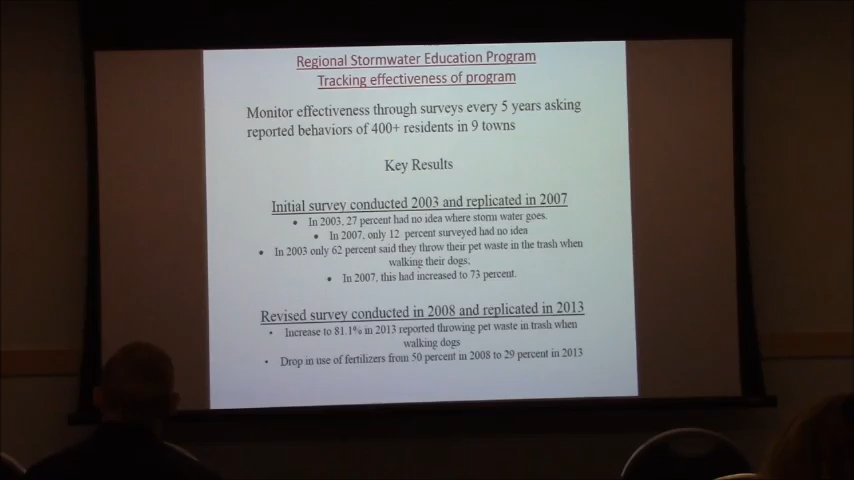 Regional Stormwater Education Program
Tracking effectiveness of program
Monitor effectiveness through surveys every 5 years asking
reported behaviors of 400+ residents in 9 towns
Key Results
Initial survey conducted 2003 and replicated in 2007
• In 2003, 27 percent had no idea where storm water goes.
• In 2007, only 12 percent surveyed had no idea
• In 2003 only 62 percent said they throw their pet waste in the trash when
walking their dogs;
• In 2007, this had increased to 73 percent.
Revised survey conducted in 2008 and replicated in 2013
• Increase to 81.1% in 2013 reported throwing pet waste in trash when
walking dogs
• Drop in use of fertilizers from 50 percent in 2008 to 29 percent in 2013